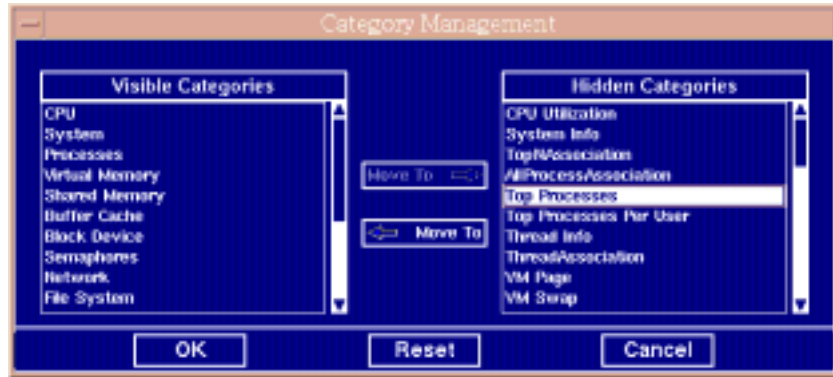 Category Management
Visible Categories
CPU
System
Processes
Virtual Memory
Shared Memory
Buffer Cache
Block Device
Semaphores
Network
File System
Move To
Move To
Hidden Categories
CPU Utilization
System Info
TopNAssociation
AllProcessAssociation
Top Processes
Top Processes Per User
Thread Info
ThreadAssociation
VM Page
VM Swap
OK
Reset
Cancel